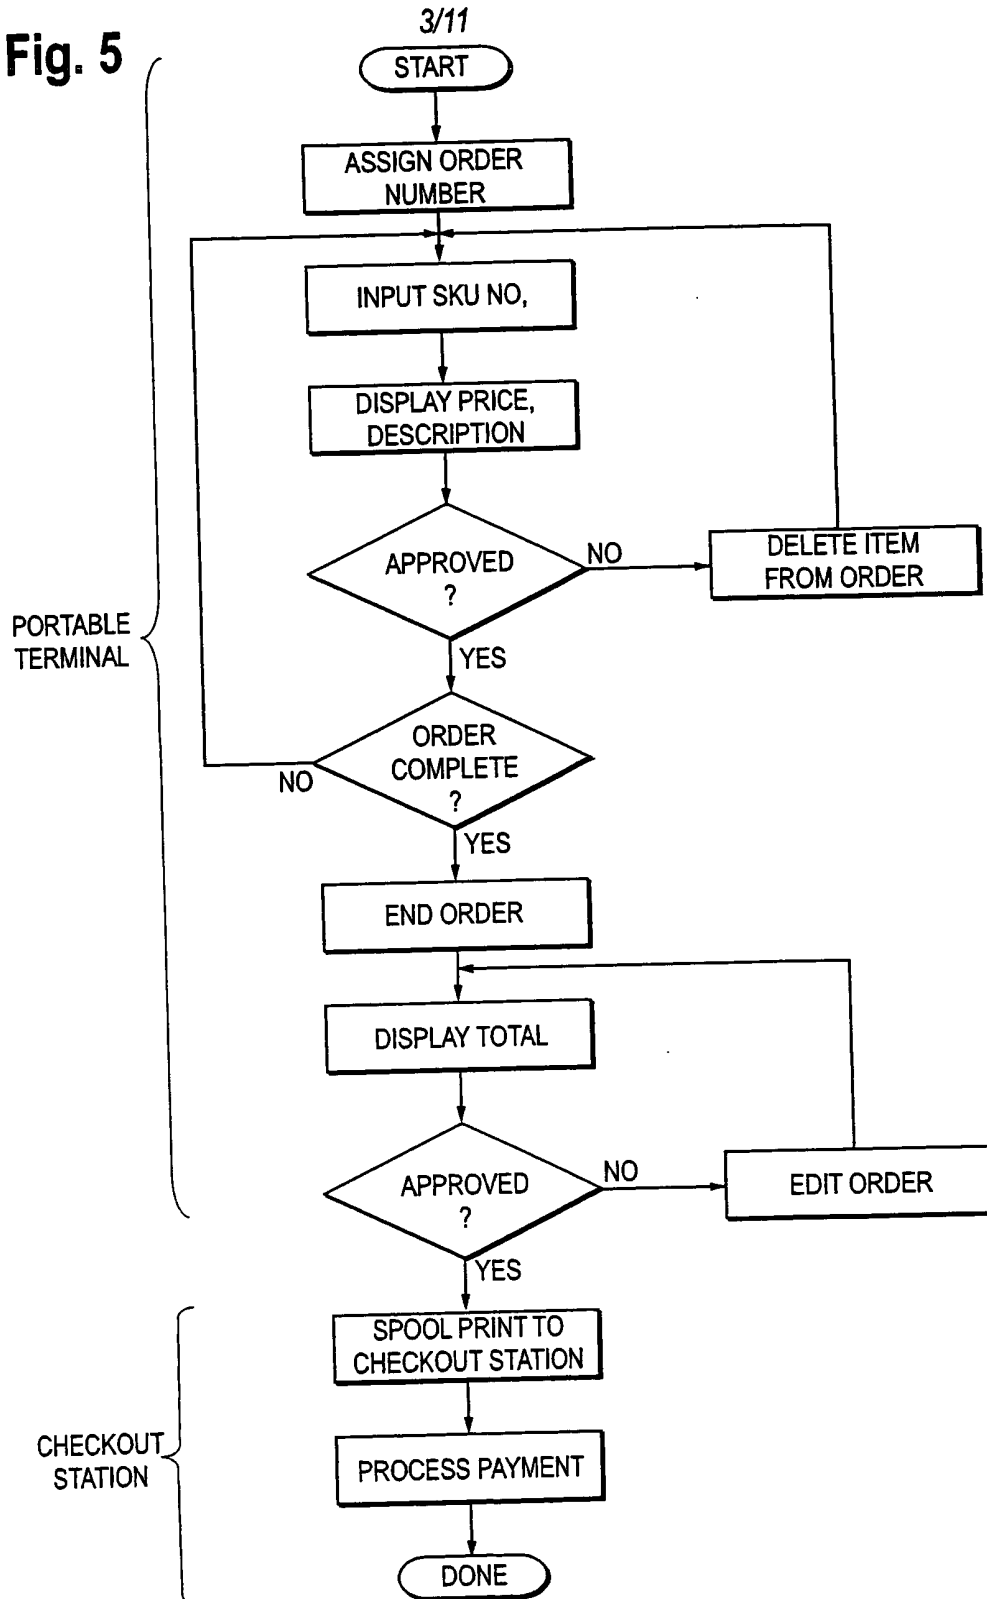 3/11
Fig. 5
START
ASSIGN ORDER
NUMBER
INPUT SKU NO,
DISPLAY PRICE,
DESCRIPTION
APPROVED
?
NO
DELETE ITEM
FROM ORDER
YES
PORTABLE
TERMINAL
ORDER
COMPLETE
?
NO
YES
END ORDER
DISPLAY TOTAL
APPROVED
?
NO
EDIT ORDER
YES
SPOOL PRINT TO
CHECKOUT STATION
CHECKOUT
STATION
PROCESS PAYMENT
DONE